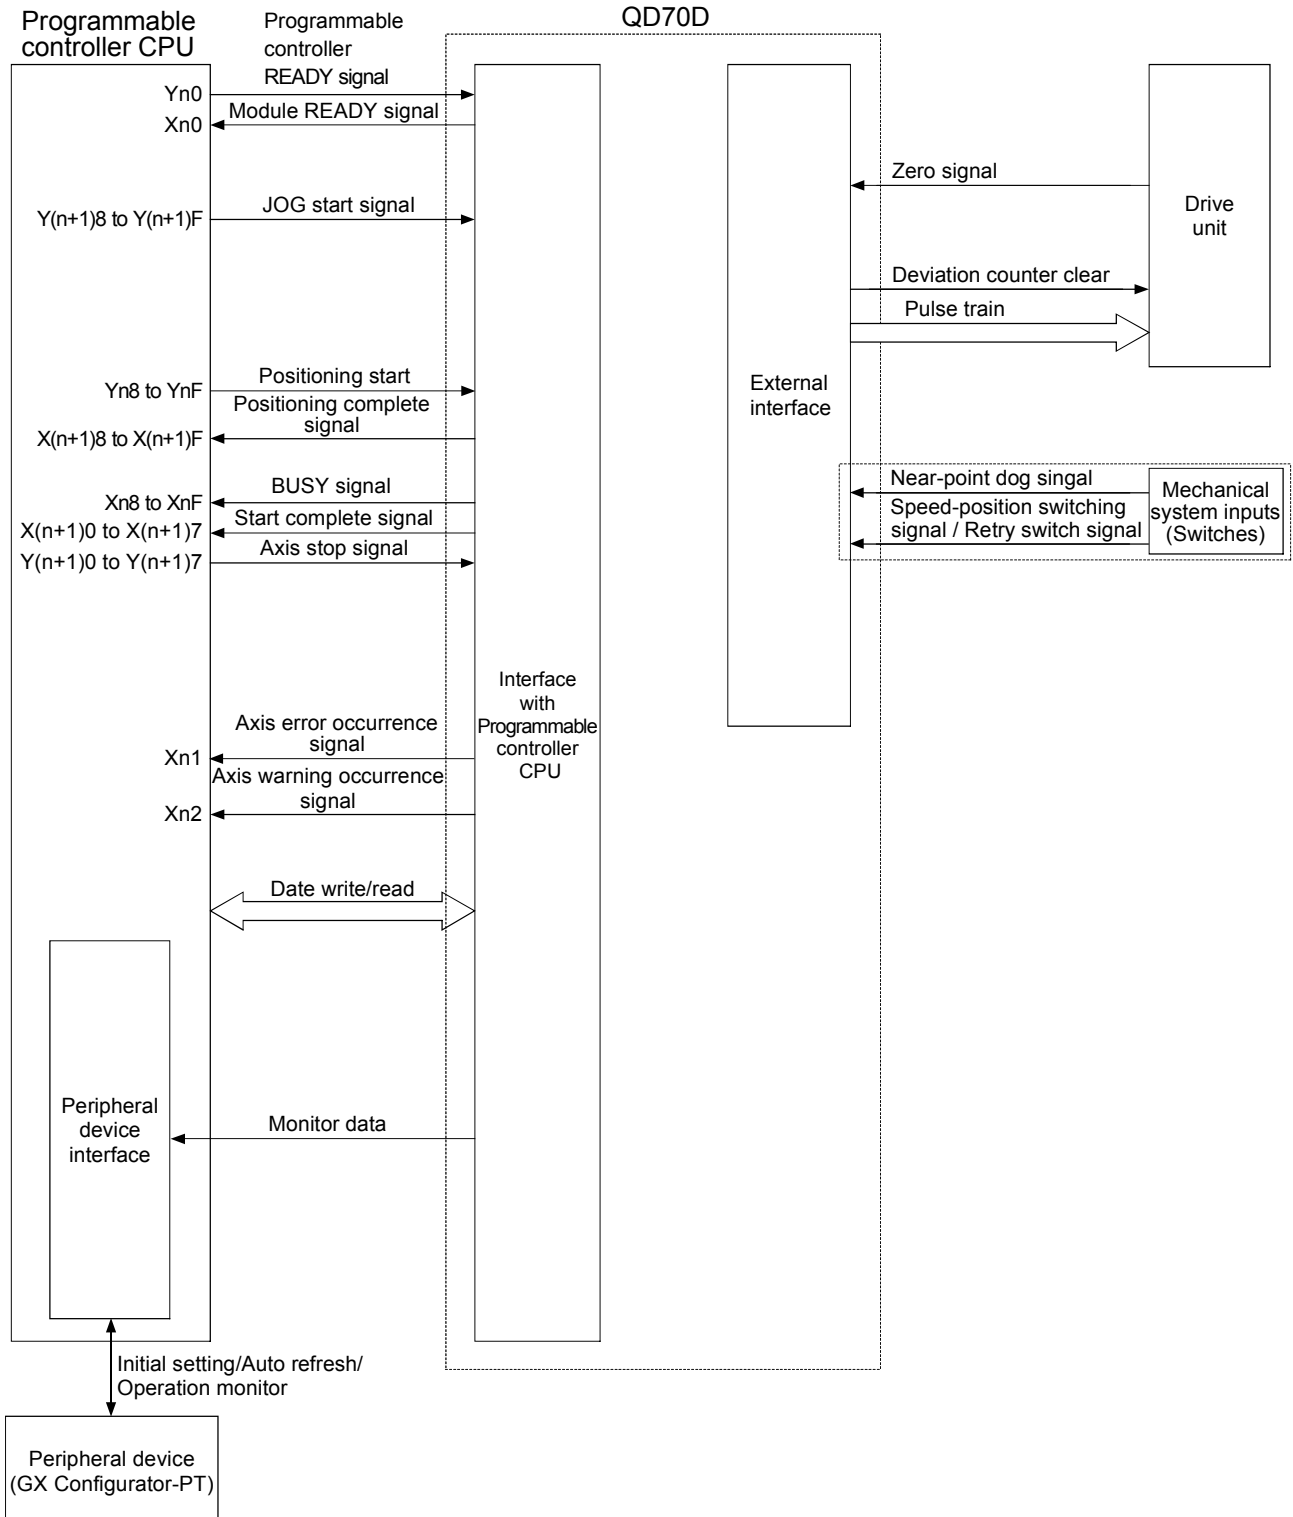 Programmable
controller CPU
Programmable
controller
READY signal
QD70D
Yn0
Module READY signal
Xn0
Y(n+1)8 to Y(n+1)F
JOG start signal
Yn8 to YnF
Positioning start
Positioning complete
signal
X(n+1)8 to X(n+1)F
Xn8 to XnF
BUSY signal
X(n+1)0 to X(n+1)7
Start complete signal
Y(n+1)0 to Y(n+1)7
Axis stop signal
Axis error occurrence
signal
Xn1
Axis warning occurrence
signal
Xn2
Date write/read
Interface
with
Programmable
controller
CPU
External
interface
Zero signal
Deviation counter clear
Pulse train
Drive
unit
Near-point dog singal
Speed-position switching
signal / Retry switch signal
Mechanical
system inputs
(Switches)
Peripheral
device
interface
Monitor data
Initial setting/Auto refresh/
Operation monitor
Peripheral device
(GX Configurator-PT)